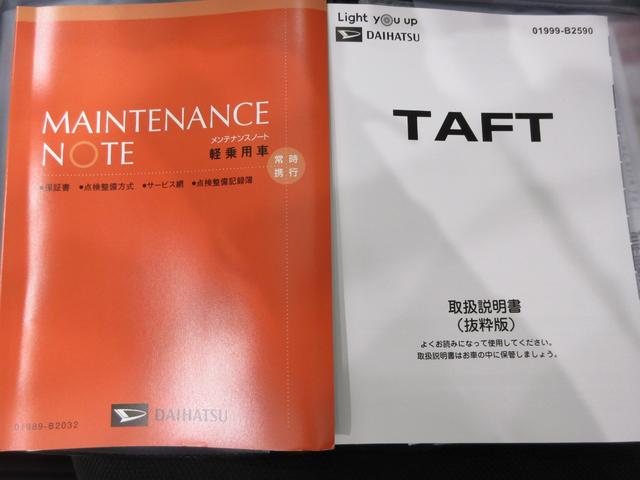 MAINTENANCE
NOTE
メンテナンスノート
軽乗用車
常時
携行
●保証書 ●点検整備方式 ●サービス網 ●点検整備記録簿
DAIHATSU
01989-B2032
Light you up
DAIHATSU
01999-B2590
TAFT
取扱説明書
(抜粋版)
よくお読みになって使用してください。
取扱説明書はお車の中に保管しましょう。